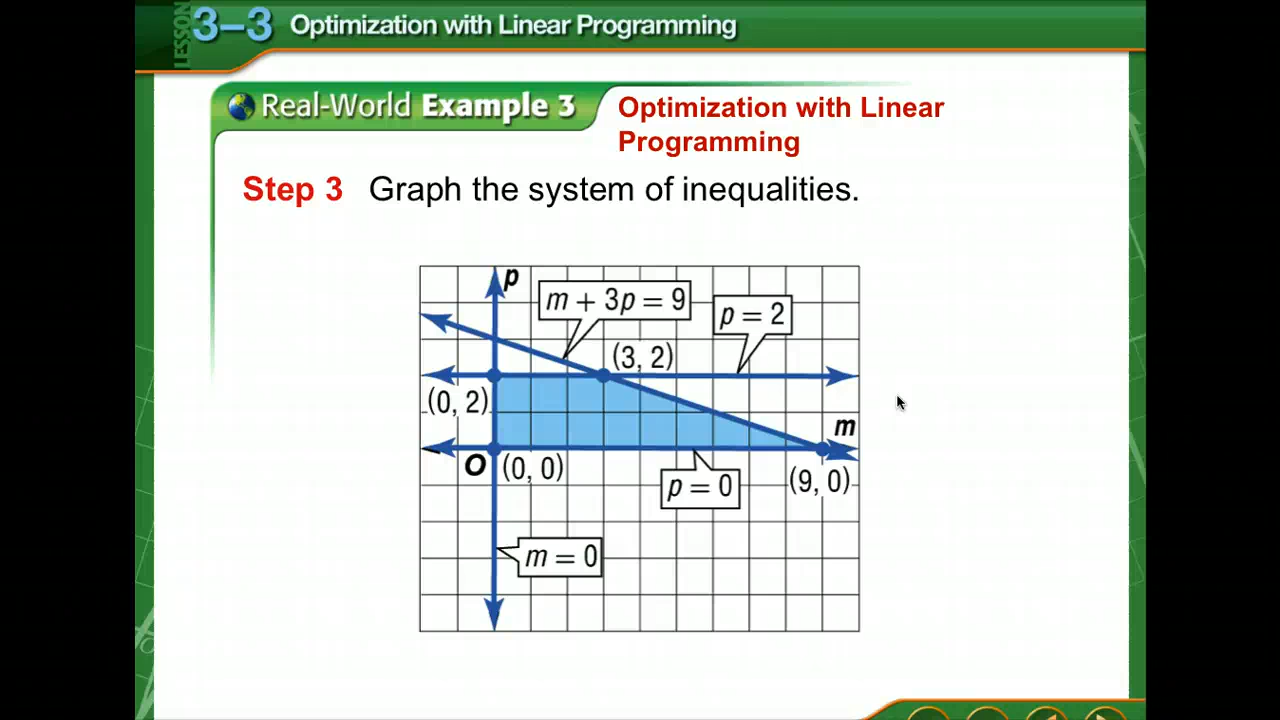 LESSON
3–3 Optimization with Linear Programming
Real-World Example 3
Optimization with Linear
Programming
Step 3 Graph the system of inequalities.
p
m + 3p = 9
p = 2
(3, 2)
(0, 2)
m
O
(0, 0)
p = 0
(9, 0)
m = 0